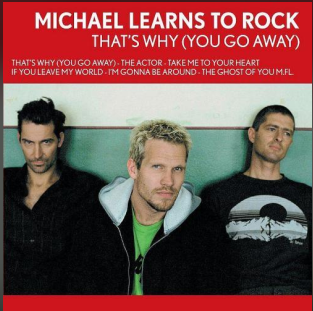 MICHAEL LEARNS TO ROCK
THAT'S WHY (YOU GO AWAY)
THAT'S WHY (YOU GO AWAY) - THE ACTOR - TAKE ME TO YOUR HEART
IF YOU LEAVE MY WORLD - I'M GONNA BE AROUND - THE GHOST OF YOU M.FL.